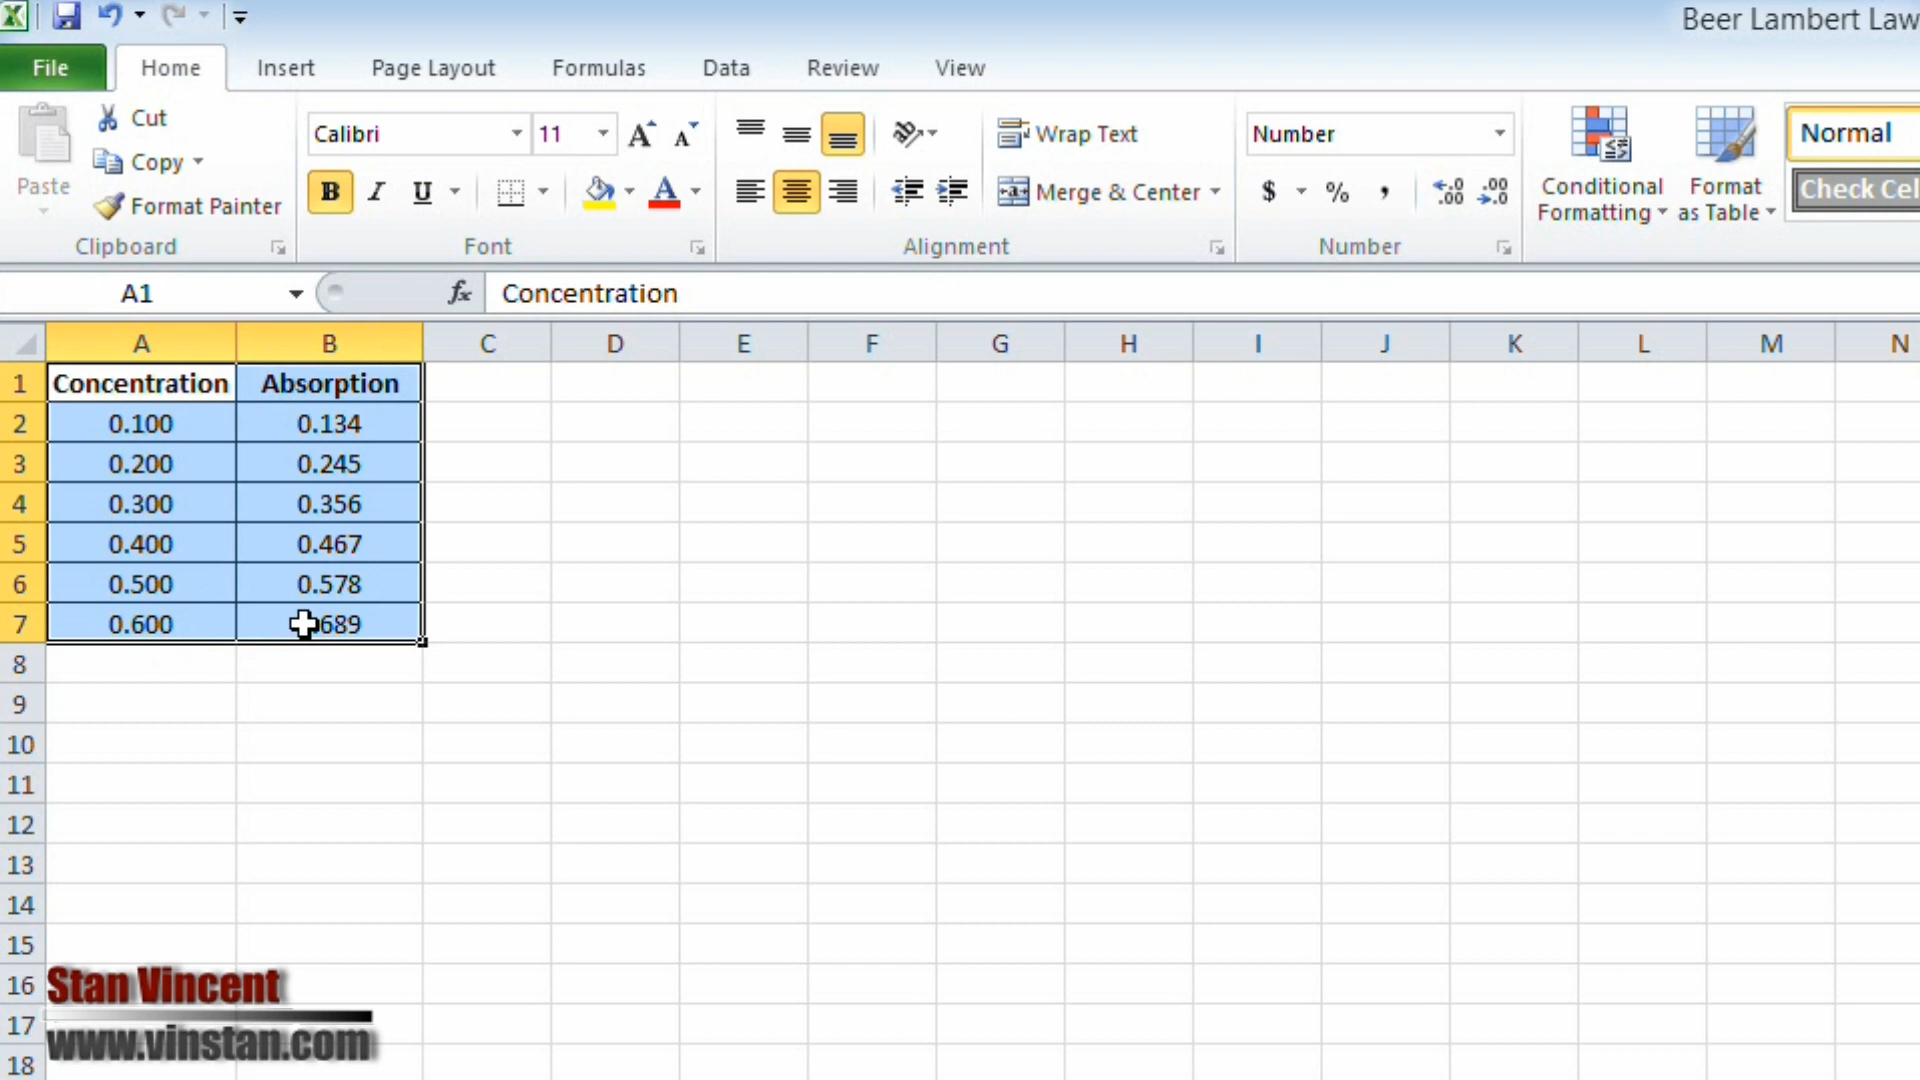 Beer Lambert Law
File Home Insert Page Layout Formulas Data Review View
Paste
Cut
Copy
Format Painter
Clipboard
Calibri 11
B I U
Font
Wrap Text
Merge & Center
Alignment
Number
$ % ,
Number
Conditional Formatting
Format as Table
Normal
Check Cel
A1 fx Concentration
A B C D E F G H I J K L M N
1 Concentration Absorption
2 0.100 0.134
3 0.200 0.245
4 0.300 0.356
5 0.400 0.467
6 0.500 0.578
7 0.600 689
8
9
10
11
12
13
14
15
16
17
18
Stan Vincent
www.vinstan.com